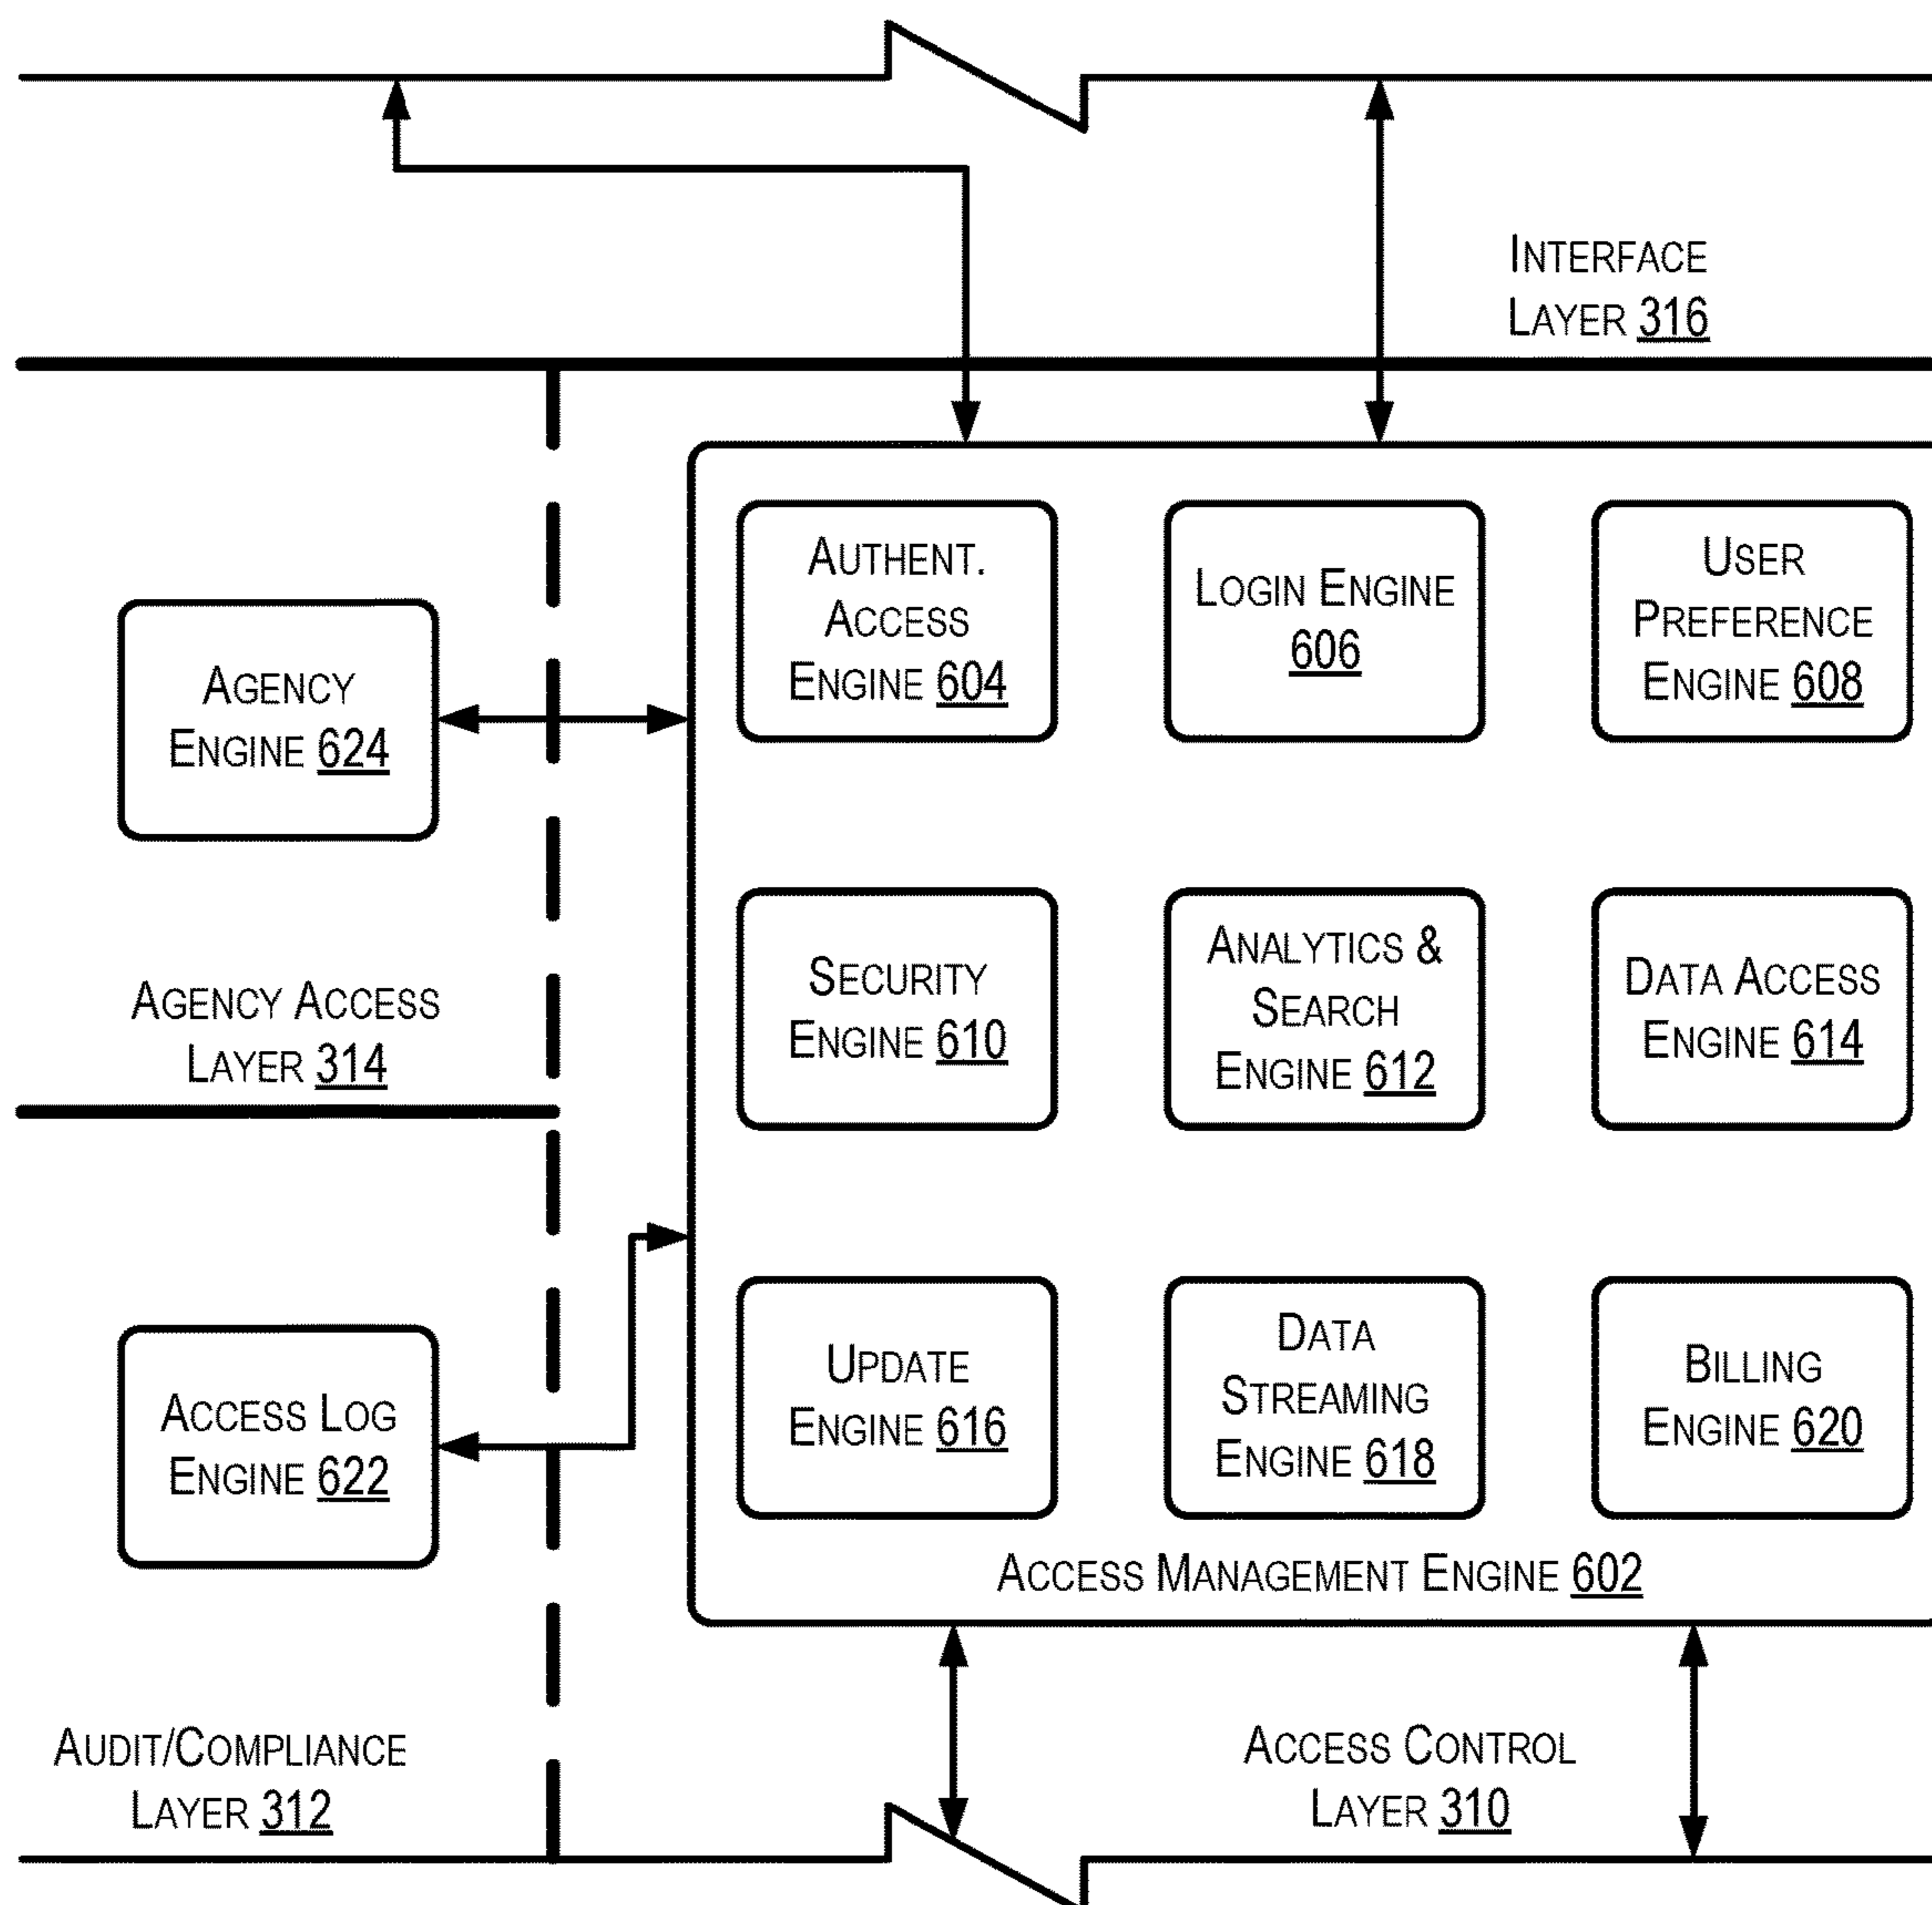 INTERFACE
LAYER 316
AUTHENT.
ACCESS
ENGINE 604
LOGIN ENGINE
606
USER
PREFERENCE
ENGINE 608
AGENCY
ENGINE 624
SECURITY
ENGINE 610
ANALYTICS &
SEARCH
ENGINE 612
DATA ACCESS
ENGINE 614
AGENCY ACCESS
LAYER 314
UPDATE
ENGINE 616
DATA
STREAMING
ENGINE 618
BILLING
ENGINE 620
ACCESS LOG
ENGINE 622
ACCESS MANAGEMENT ENGINE 602
AUDIT/COMPLIANCE
LAYER 312
ACCESS CONTROL
LAYER 310